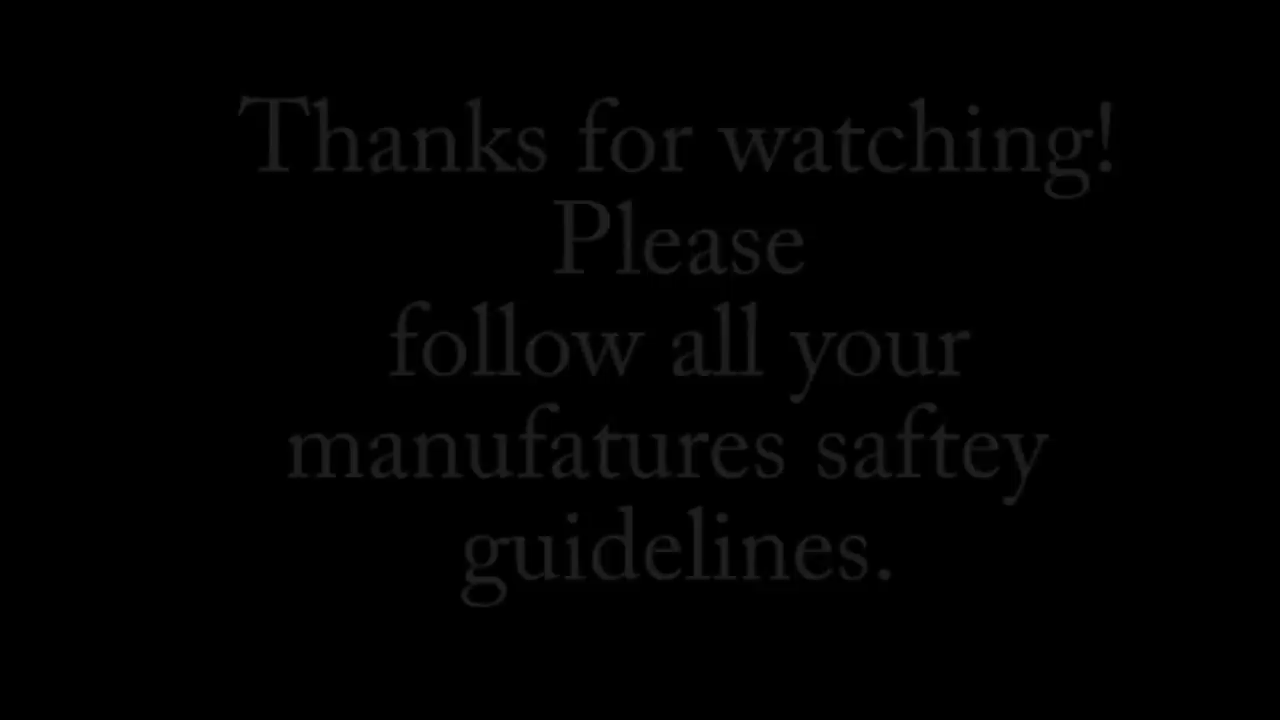 Thanks for watching!
Please
follow all your
manufatures saftey
guidelines.